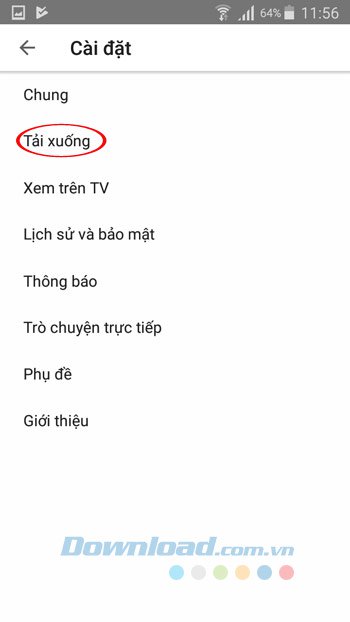 64% 11:56
Cài đặt
Chung
Tải xuống
Xem trên TV
Lịch sử và bảo mật
Thông báo
Trò chuyện trực tiếp
Phụ đề
Giới thiệu
Download.com.vn